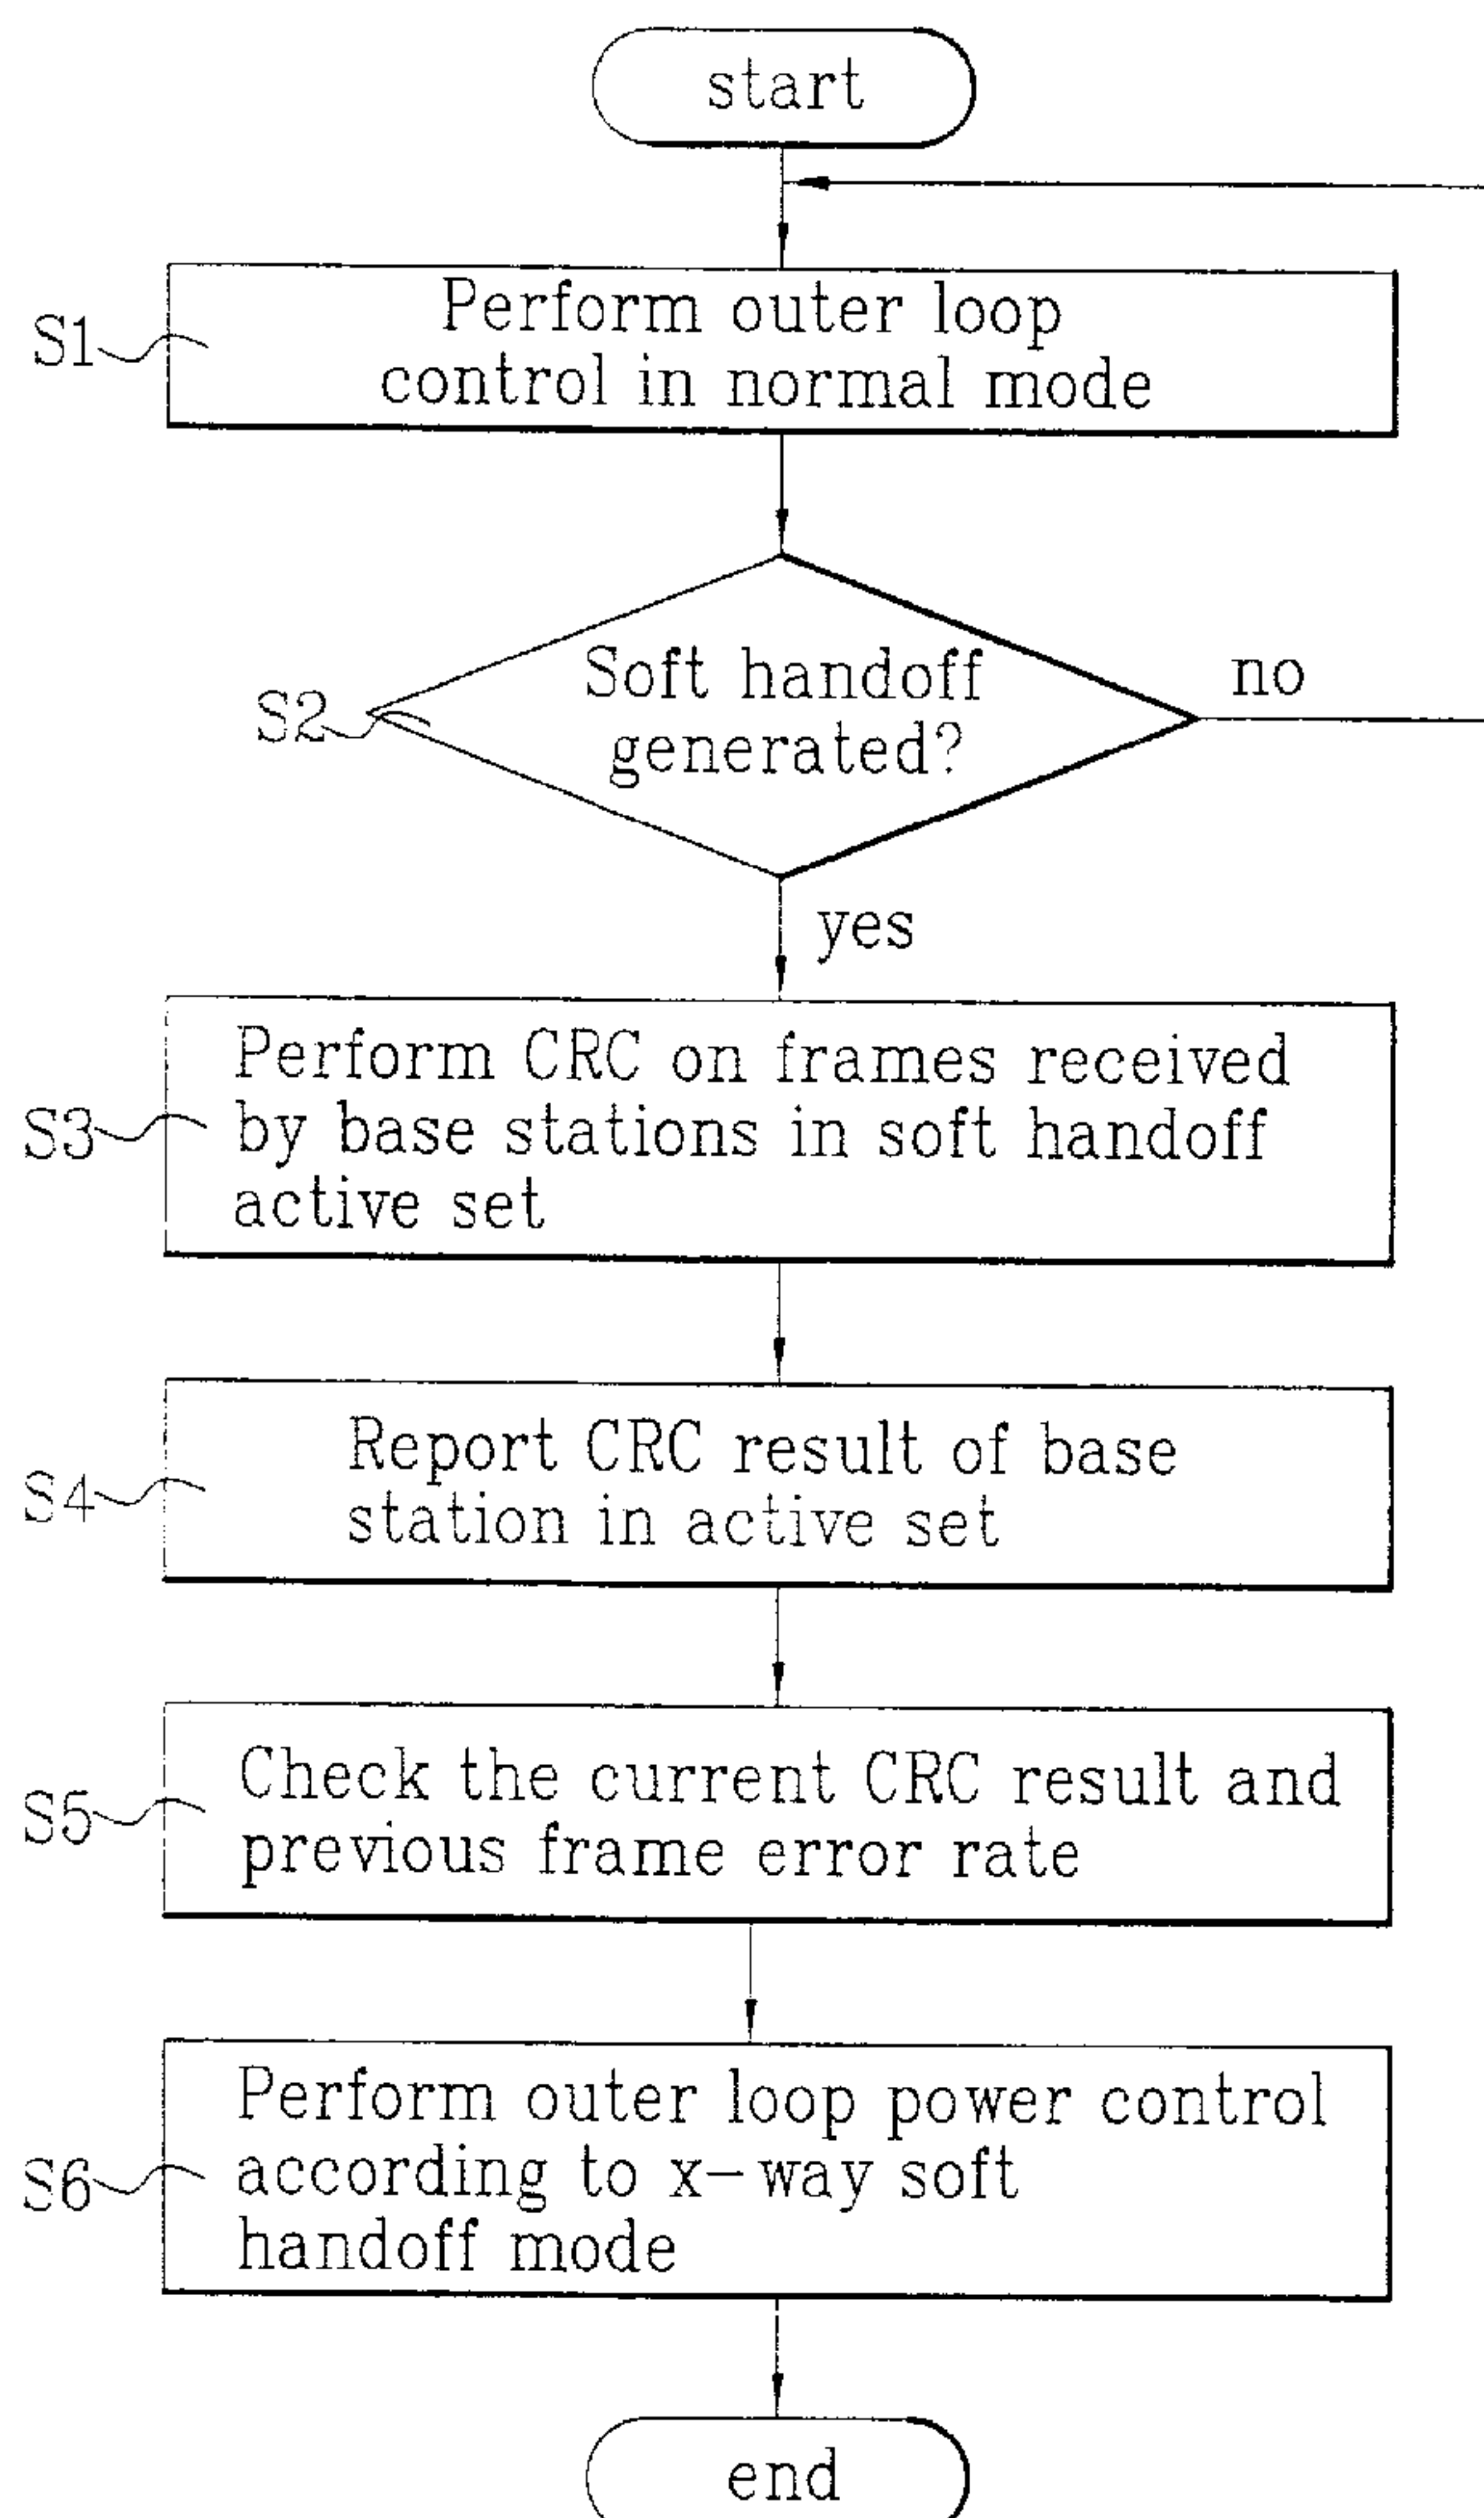 start
S1
Perform outer loop
control in normal mode
S2
Soft handoff
generated?
no
yes
S3
Perform CRC on frames received
by base stations in soft handoff
active set
S4
Report CRC result of base
station in active set
S5
Check the current CRC result and
previous frame error rate
S6
Perform outer loop power control
according to x-way soft
handoff mode
end